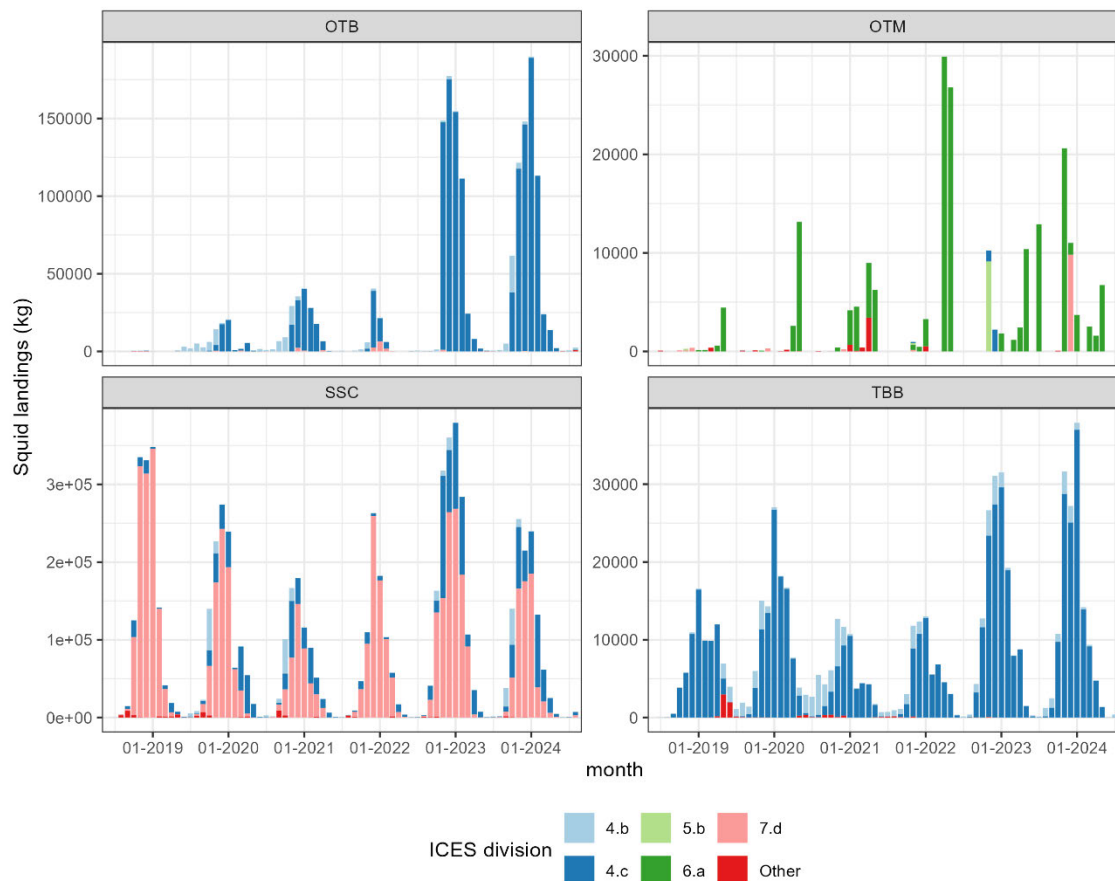 OTB
OTM
150000
100000
50000
0
30000
20000
10000
0
SSC
TBB
3e+05
2e+05
1e+05
0e+00
30000
20000
10000
0
01-2019 01-2020 01-2021 01-2022 01-2023 01-2024
01-2019 01-2020 01-2021 01-2022 01-2023 01-2024
Squid landings (kg)
month
ICES division
4.b 5.b 7.d
4.c 6.a Other